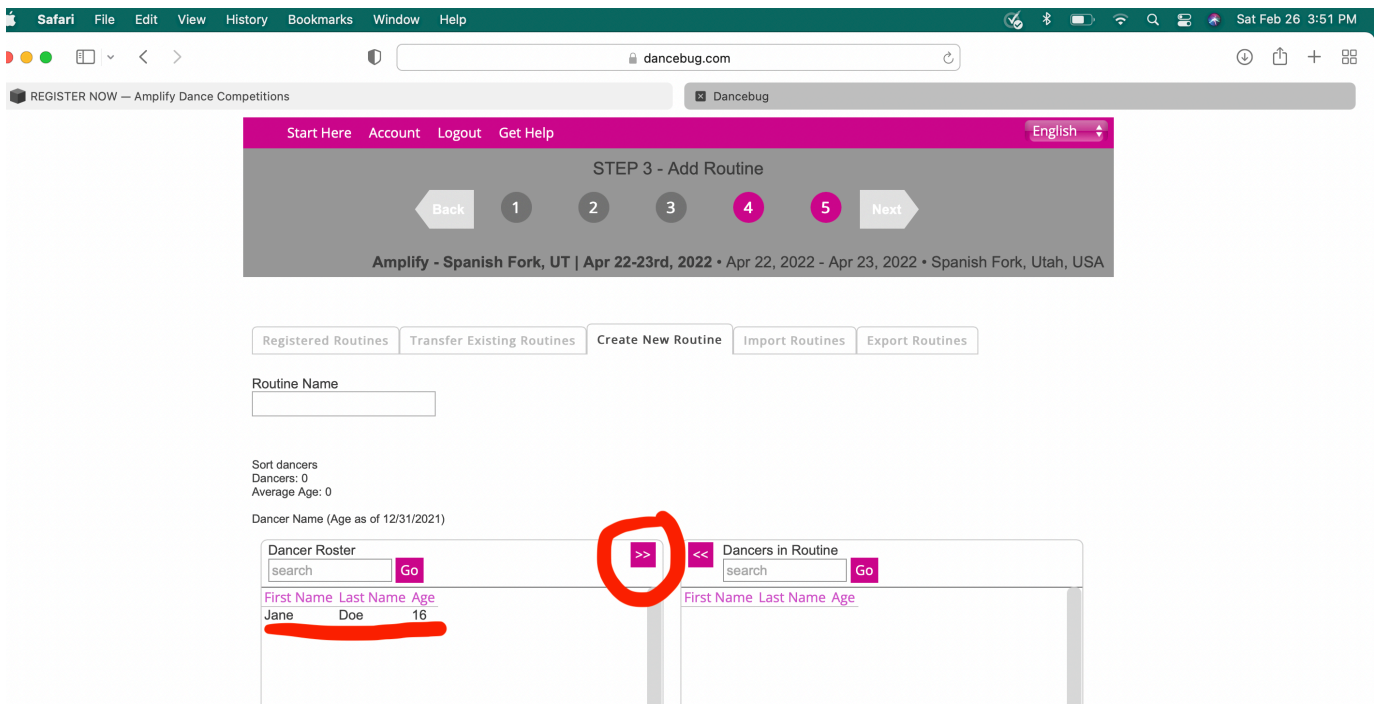 Safari File Edit View History Bookmarks Window Help Sat Feb 26 3:51 PM
dancebug.com
REGISTER NOW — Amplify Dance Competitions Dancebug
Start Here Account Logout Get Help English
STEP 3 - Add Routine
Back 1 2 3 4 5 Next
Amplify - Spanish Fork, UT | Apr 22-23rd, 2022 • Apr 22, 2022 - Apr 23, 2022 • Spanish Fork, Utah, USA
Registered Routines Transfer Existing Routines Create New Routine Import Routines Export Routines
Routine Name
Sort dancers
Dancers: 0
Average Age: 0
Dancer Name (Age as of 12/31/2021)
Dancer Roster >> << Dancers in Routine
search Go search Go
First Name Last Name Age First Name Last Name Age
Jane Doe 16